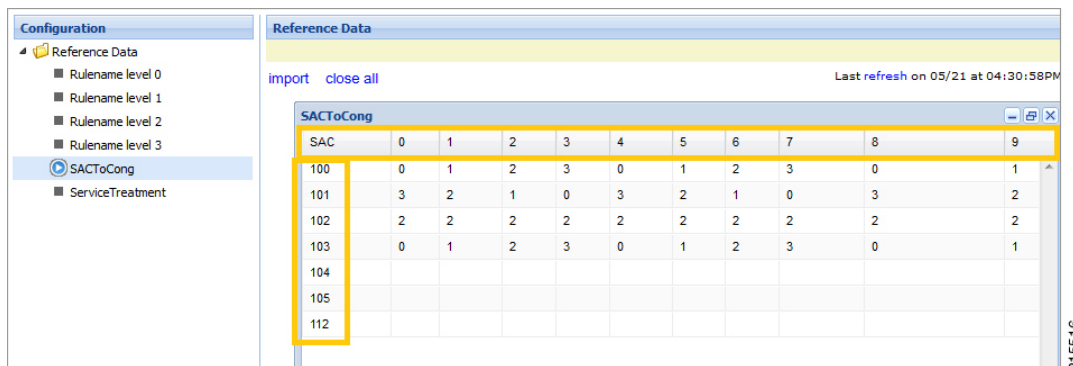 Configuration
Reference Data
Rulename level 0
Rulename level 1
Rulename level 2
Rulename level 3
SACToCong
ServiceTreatment
Reference Data
import close all
Last refresh on 05/21 at 04:30:58PM
SACToCong
SAC 0 1 2 3 4 5 6 7 8 9
100 0 1 2 3 0 1 2 3 0 1
101 3 2 1 0 3 2 1 0 3 2
102 2 2 2 2 2 2 2 2 2 2
103 0 1 2 3 0 1 2 3 0 1
104
105
112